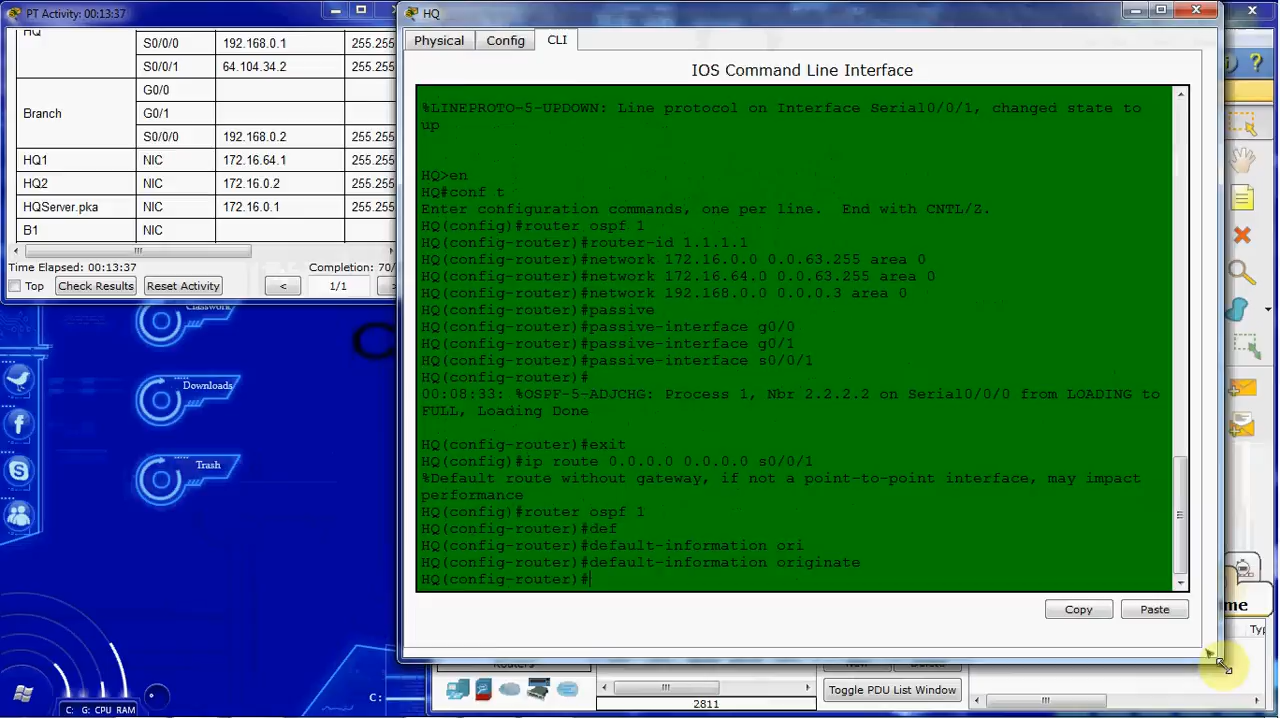 PT Activity: 00:13:37
HQ
S0/0/0 192.168.0.1 255.255
S0/0/1 64.104.34.2 255.255
Branch
G0/0
G0/1
S0/0/0 192.168.0.2 255.255
HQ1 NIC 172.16.64.1 255.255
HQ2 NIC 172.16.0.2 255.255
HQServer.pka NIC 172.16.0.1 255.255
B1 NIC
Time Elapsed: 00:13:37 Completion: 70/
Top Check Results Reset Activity < 1/1 >
Classwork
Downloads
Trash
C: G: CPU RAM
C:
HQ
Physical Config CLI
IOS Command Line Interface
%LINEPROTO-5-UPDOWN: Line protocol on Interface Serial0/0/1, changed state to
up
HQ>en
HQ#conf t
Enter configuration commands, one per line.  End with CNTL/Z.
HQ(config)#router ospf 1
HQ(config-router)#router-id 1.1.1.1
HQ(config-router)#network 172.16.0.0 0.0.63.255 area 0
HQ(config-router)#network 172.16.64.0 0.0.63.255 area 0
HQ(config-router)#network 192.168.0.0 0.0.0.3 area 0
HQ(config-router)#passive
HQ(config-router)#passive-interface g0/0
HQ(config-router)#passive-interface g0/1
HQ(config-router)#passive-interface s0/0/1
HQ(config-router)#
00:08:33: %OSPF-5-ADJCHG: Process 1, Nbr 2.2.2.2 on Serial0/0/0 from LOADING to
FULL, Loading Done
HQ(config-router)#exit
HQ(config)#ip route 0.0.0.0 0.0.0.0 s0/0/1
%Default route without gateway, if not a point-to-point interface, may impact
performance
HQ(config)#router ospf 1
HQ(config-router)#def
HQ(config-router)#default-information ori
HQ(config-router)#default-information originate
HQ(config-router)#
Copy Paste
2811
Toggle PDU List Window
me